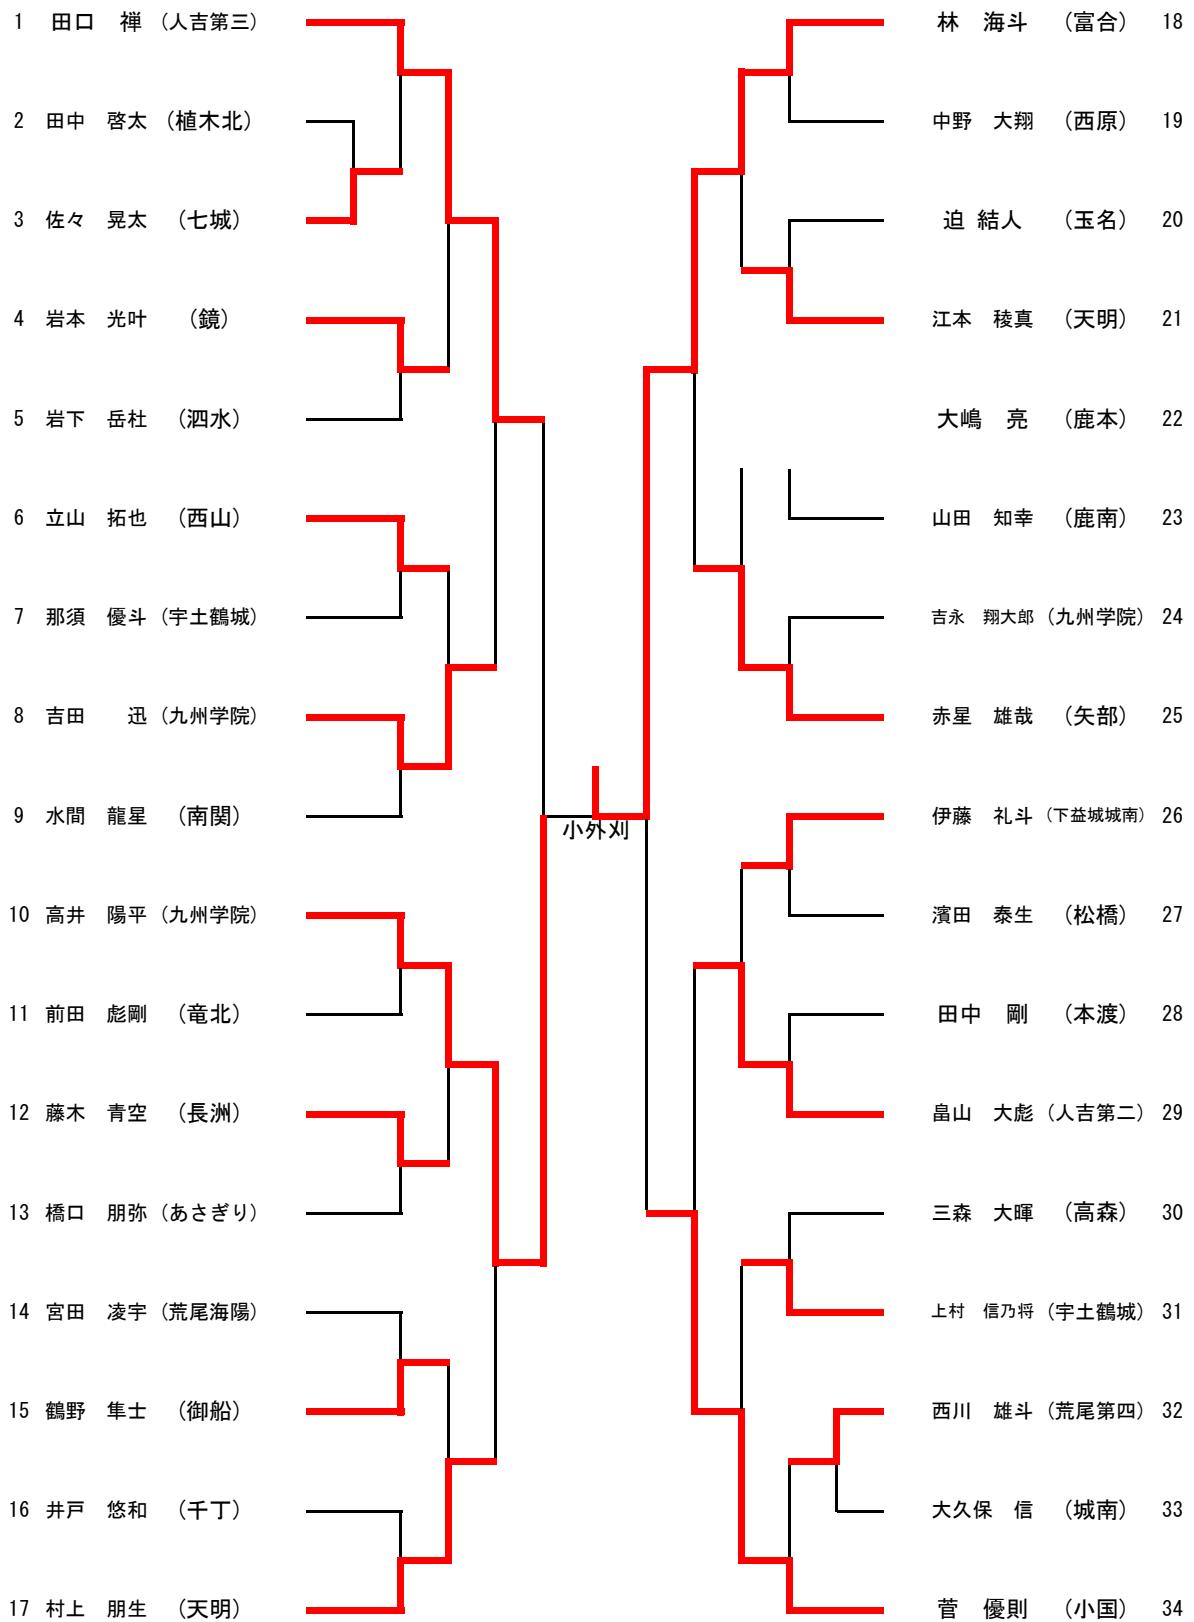 1 田口 禅 （人吉第三）
2 田中 啓太 （植木北）
3 佐々 晃太 （七城）
4 岩本 光叶 （鏡）
5 岩下 岳杜 （泗水）
6 立山 拓也 （西山）
7 那須 優斗 （宇土鶴城）
8 吉田 迅 （九州学院）
9 水間 龍星 （南関）
10 高井 陽平 （九州学院）
11 前田 彪剛 （竜北）
12 藤木 青空 （長洲）
13 橋口 朋弥 （あさぎり）
14 宮田 凌宇 （荒尾海陽）
15 鶴野 隼士 （御船）
16 井戸 悠和 （千丁）
17 村上 朋生 （天明）
小外刈
林 海斗 （富合） 18
中野 大翔 （西原） 19
迫 結人 （玉名） 20
江本 稜真 （天明） 21
大嶋 亮 （鹿本） 22
山田 知幸 （鹿南） 23
吉永 翔大郎 （九州学院） 24
赤星 雄哉 （矢部） 25
伊藤 礼斗 （下益城城南） 26
濱田 泰生 （松橋） 27
田中 剛 （本渡） 28
畠山 大彪 （人吉第二） 29
三森 大暉 （高森） 30
上村 信乃将 （宇土鶴城） 31
西川 雄斗 （荒尾第四） 32
大久保 信 （城南） 33
菅 優則 （小国） 34